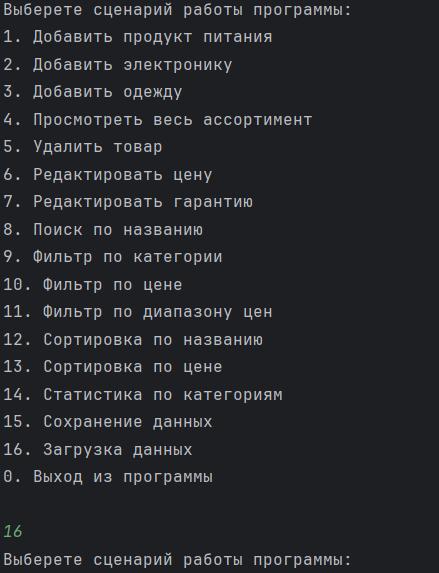 Выберете сценарий работы программы:
1. Добавить продукт питания
2. Добавить электронику
3. Добавить одежду
4. Просмотреть весь ассортимент
5. Удалить товар
6. Редактировать цену
7. Редактировать гарантию
8. Поиск по названию
9. Фильтр по категории
10. Фильтр по цене
11. Фильтр по диапазону цен
12. Сортировка по названию
13. Сортировка по цене
14. Статистика по категориям
15. Сохранение данных
16. Загрузка данных
0. Выход из программы
16
Выберете сценарий работы программы: